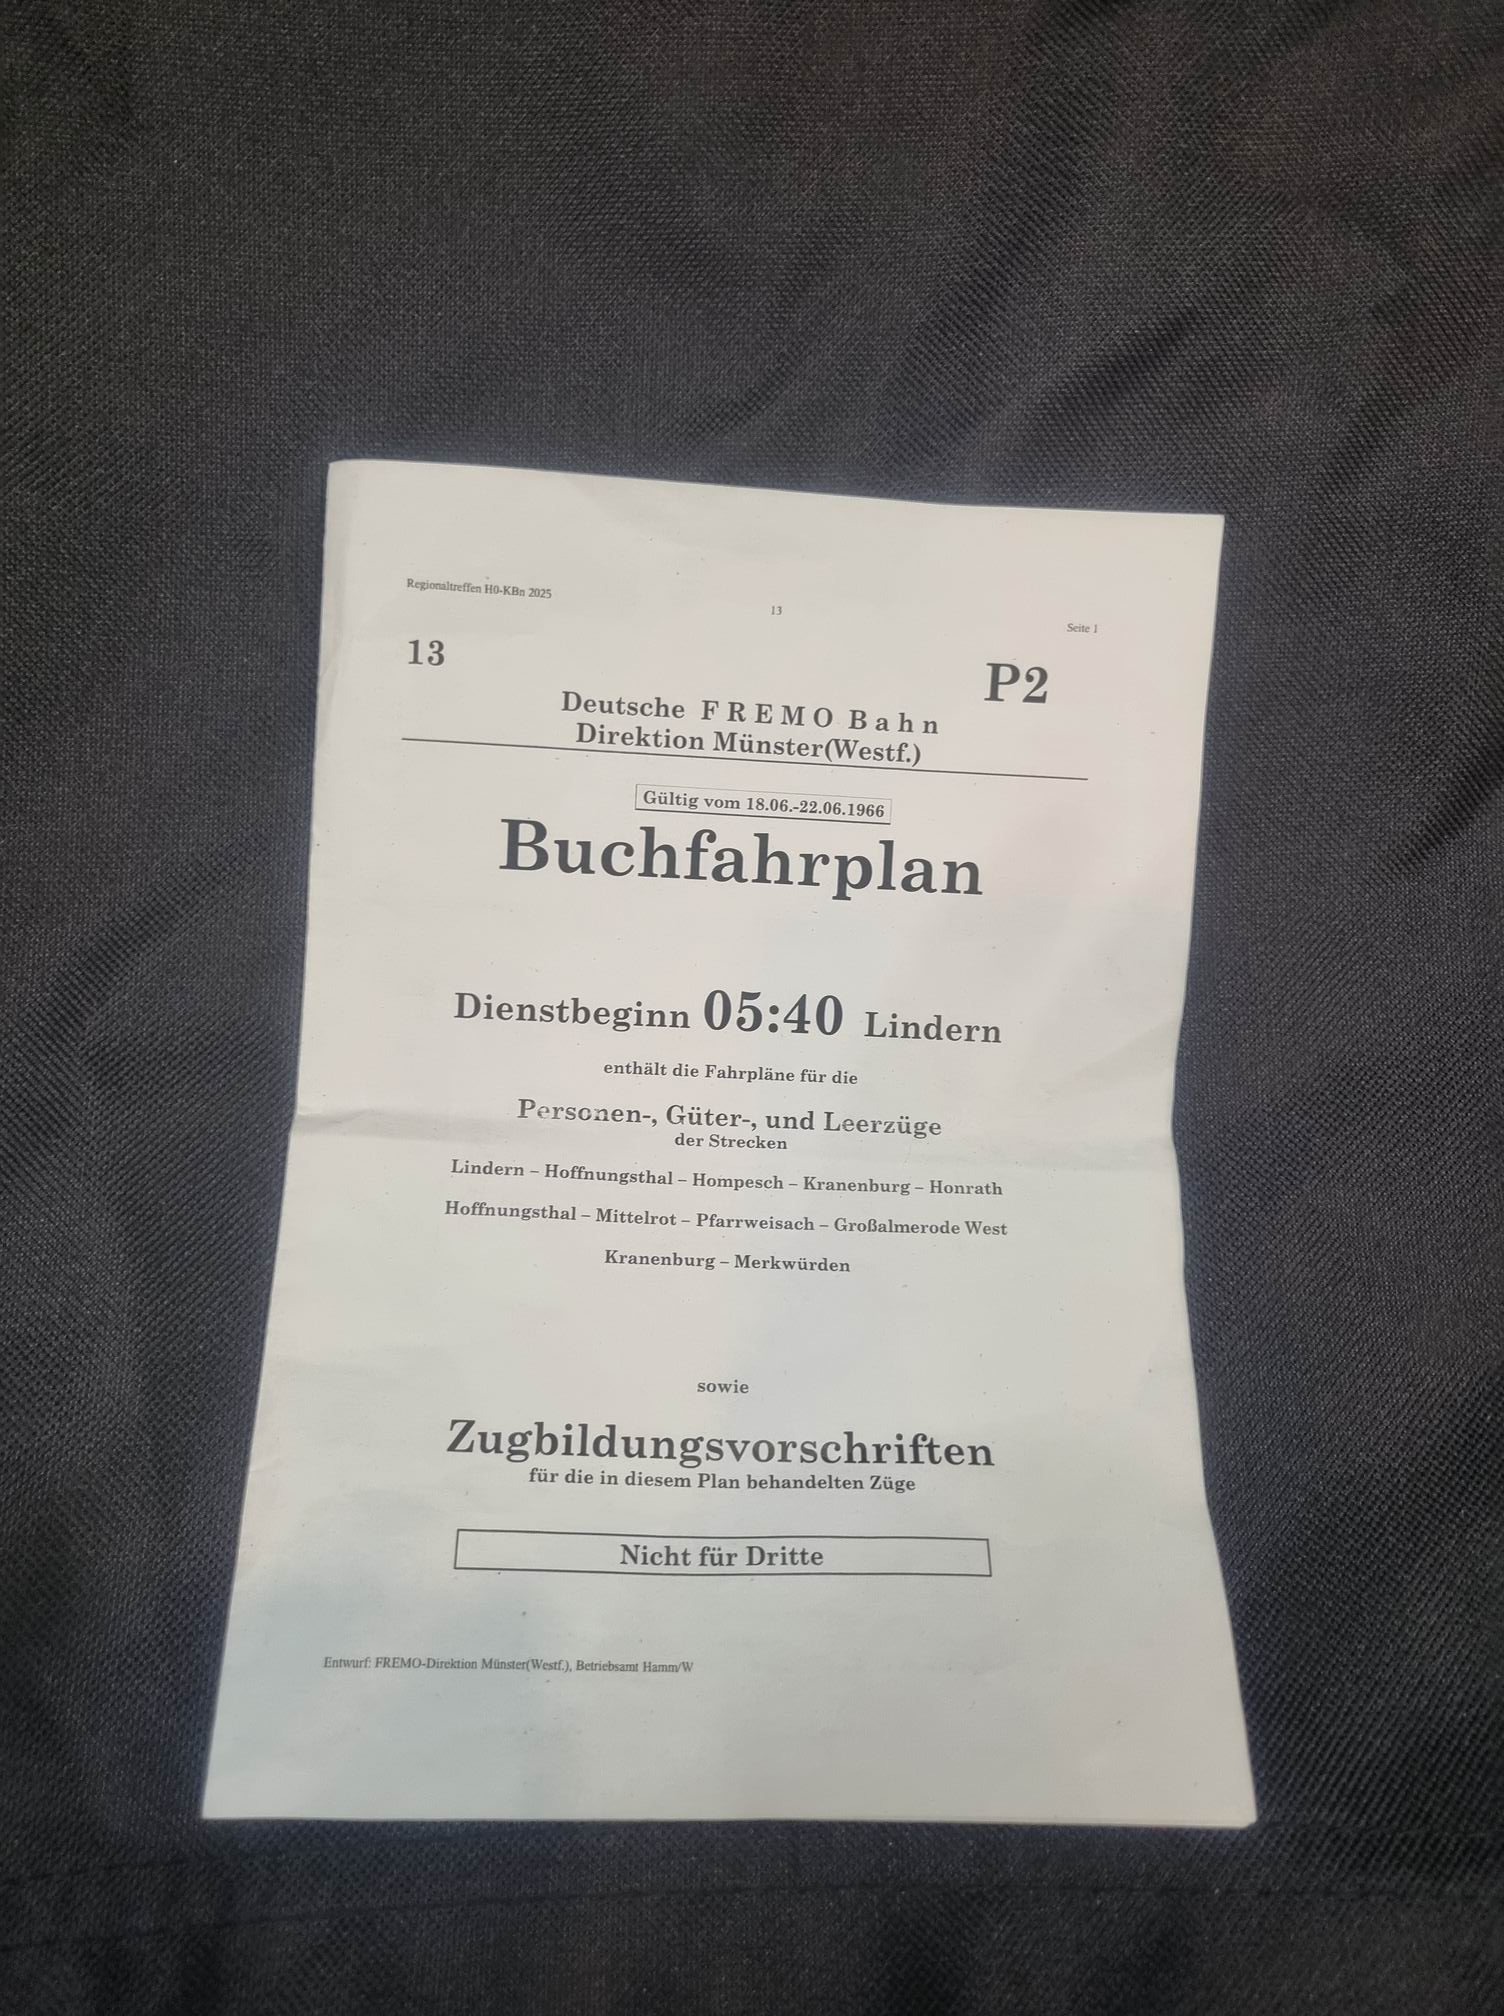 Regionaltreffen H0-KBn 2025
13
Seite 1
13
P2
Deutsche F R E M O B a h n
Direktion Münster(Westf.)
Gültig vom 18.06.-22.06.1966
Buchfahrplan
Dienstbeginn 05:40 Lindern
enthält die Fahrpläne für die
Personen-, Güter-, und Leerzüge
der Strecken
Lindern – Hoffnungsthal – Hompesch – Kranenburg – Honrath
Hoffnungsthal – Mittelrot – Pfarrweisach – Großalmerode West
Kranenburg – Merkwürden
sowie
Zugbildungsvorschriften
für die in diesem Plan behandelten Züge
Nicht für Dritte
Entwurf: FREMO-Direktion Münster(Westf.), Betriebsamt Hamm/W